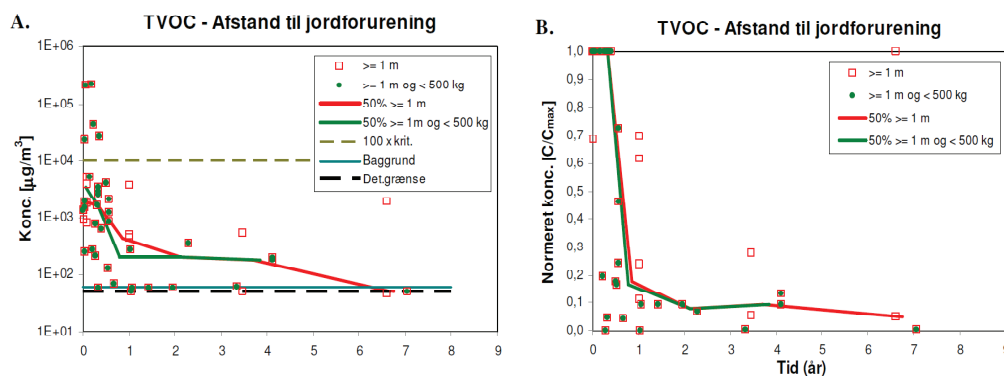 A.
TVOC - Afstand til jordforurening
Konc. [µg/m³]
1E+06
1E+05
1E+04
1E+03
1E+02
1E+01
0 1 2 3 4 5 6 7 8 9
>= 1 m
>= 1 m og < 500 kg
50% >= 1 m
50% >= 1m og < 500 kg
100 x krit.
Baggrund
Det.grænse
B.
TVOC - Afstand til jordforurening
Normeret konc. [C/Cmax]
1,0
0,9
0,8
0,7
0,6
0,5
0,4
0,3
0,2
0,1
0,0
0 1 2 3 4 5 6 7 8 9
Tid (år)
>= 1 m
>= 1 m og < 500 kg
50% >= 1 m
50% >= 1 m og < 500 kg